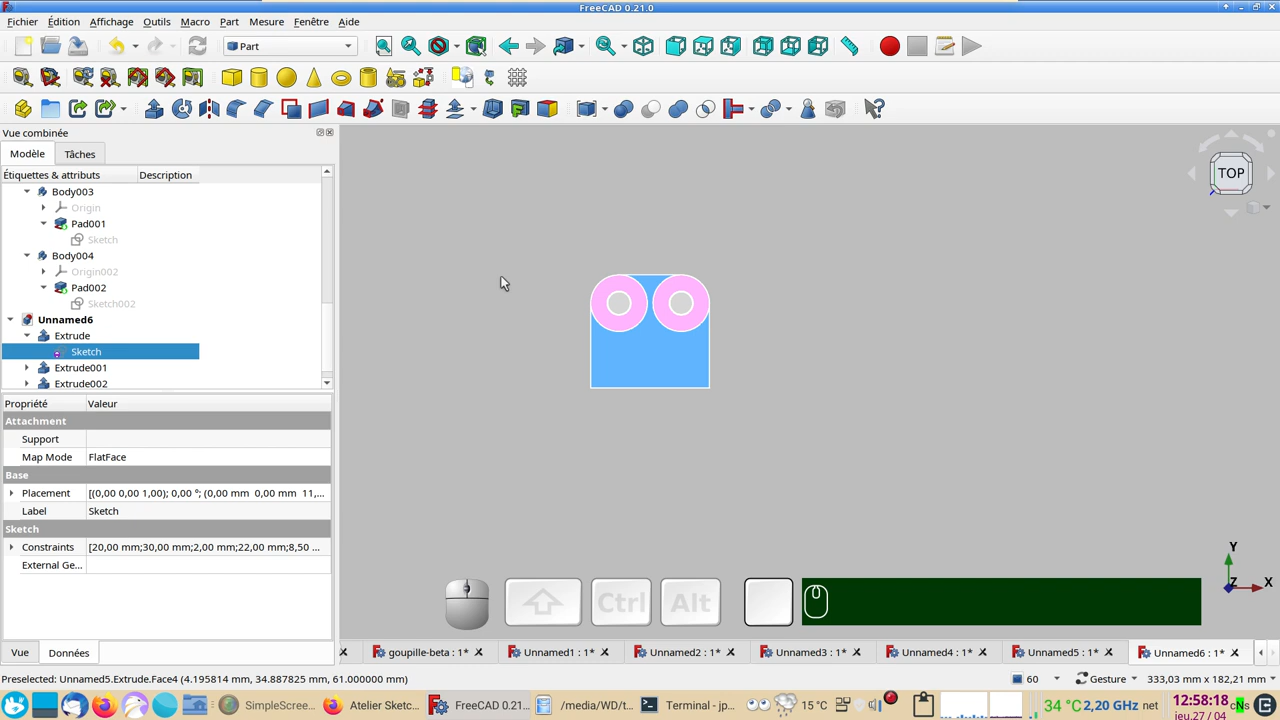 FreeCAD 0.21.0
Fichier Édition Affichage Outils Macro Part Mesure Fenêtre Aide
Part
Vue combinée
Modèle Tâches
Étiquettes & attributs Description
Body003
Origin
Pad001
Sketch
Body004
Origin002
Pad002
Sketch002
Unnamed6
Extrude
Sketch
Extrude001
Extrude002
Propriété Valeur
Attachment
Support
Map Mode FlatFace
Base
Placement [(0,00 0,00 1,00); 0,00 °; (0,00 mm 0,00 mm 11,...
Label Sketch
Sketch
Constraints [20,00 mm;30,00 mm;2,00 mm;22,00 mm;8,50 ...
External Ge...
Vue Données
TOP
Y
Z X
Ctrl Alt
goupille-beta : 1* Unnamed1 : 1* Unnamed2 : 1* Unnamed3 : 1* Unnamed4 : 1* Unnamed5 : 1* Unnamed6 : 1*
Preselected: Unnamed5.Extrude.Face4 (4.195814 mm, 34.887825 mm, 61.000000 mm) 60 Gesture 333,03 mm x 182,21 mm
SimpleScree... Atelier Sketc... FreeCAD 0.21... /media/WD/t... Terminal - jp... 15 °C 34 °C 2,20 GHz net 12:58:18
jeu.27 / 04